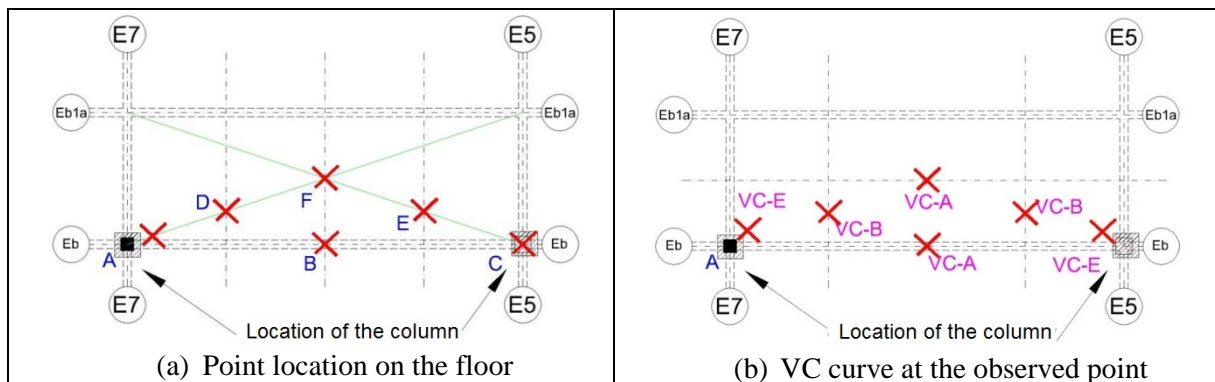 E7
E5
Eb1a
Eb1a
D
F
E
Eb
Eb
A
B
C
E7
E5
Location of the column
(a) Point location on the floor
E7
E5
Eb1a
Eb1a
VC-E
VC-A
VC-B
VC-B
Eb
Eb
A
VC-A
VC-E
E7
E5
Location of the column
(b) VC curve at the observed point